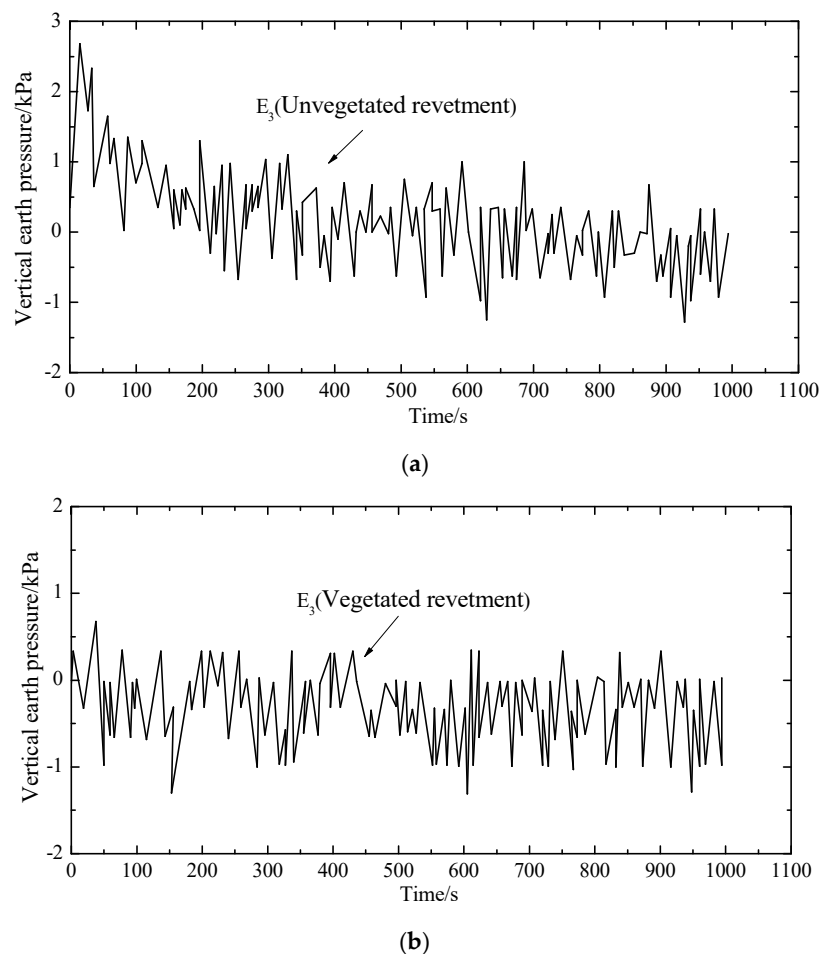 3
2
1
0
-1
-2
Vertical earth pressure/kPa
E₃(Unvegetated revetment)
0 100 200 300 400 500 600 700 800 900 1000 1100
Time/s
(a)
2
1
0
-1
-2
Vertical earth pressure/kPa
E₃(Vegetated revetment)
0 100 200 300 400 500 600 700 800 900 1000 1100
Time/s
(b)